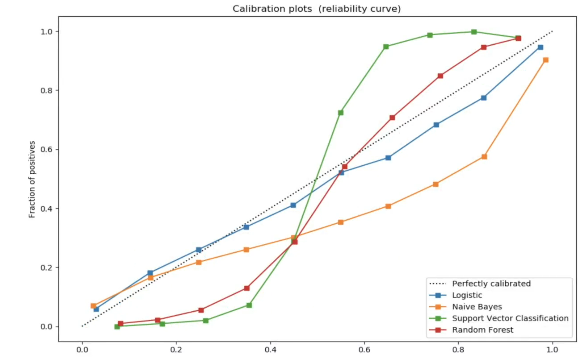 Calibration plots (reliability curve)
Fraction of positives
1.0
0.8
0.6
0.4
0.2
0.0
0.0 0.2 0.4 0.6 0.8 1.0
Perfectly calibrated
Logistic
Naive Bayes
Support Vector Classification
Random Forest